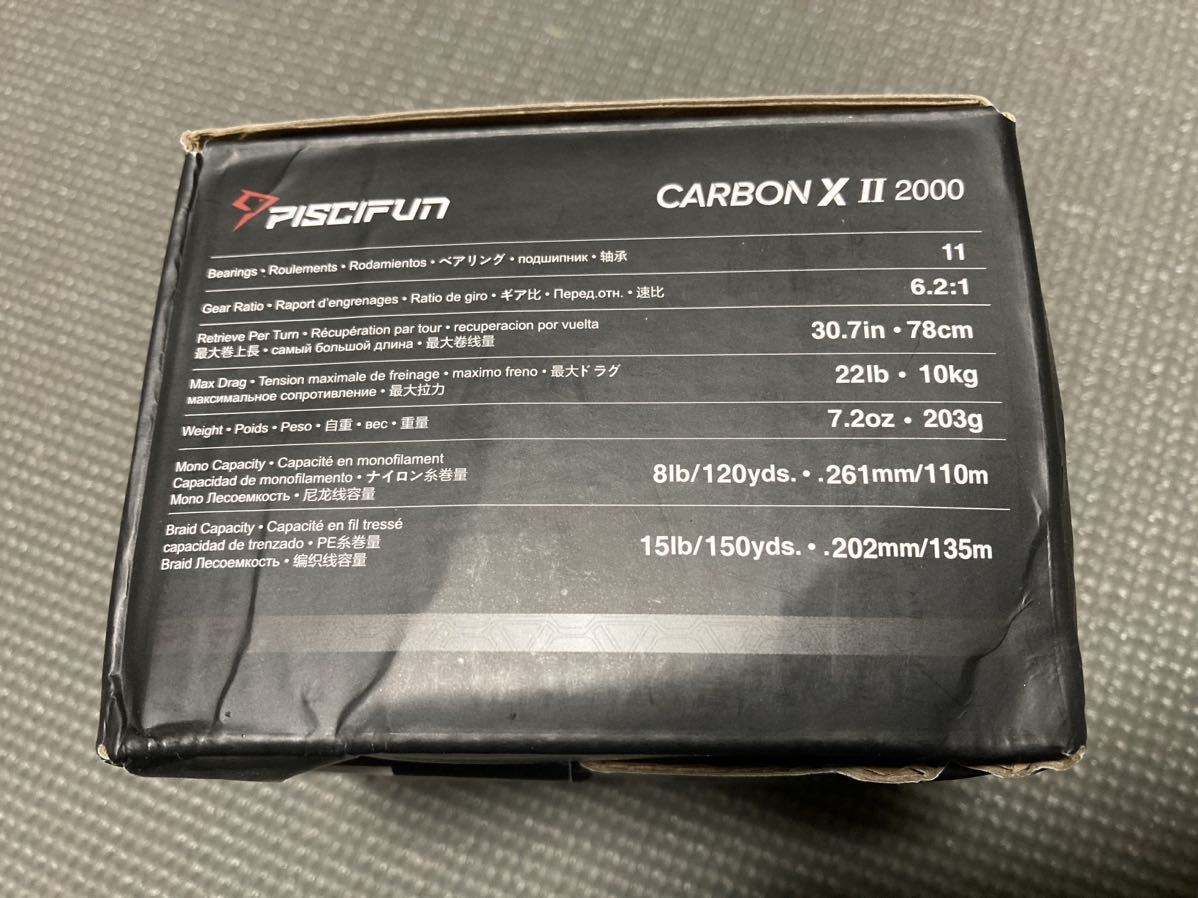 PISCIFUN
CARBON X II 2000
Bearings • Roulements • Rodamientos • ベアリング • подшипник • 轴承
11
Gear Ratio • Raport d'engrenages • Ratio de giro • ギア比 • Перед.отн. • 速比
6.2:1
Retrieve Per Turn • Récupération par tour • recuperacion por vuelta
最大巻上長 • самый большой длина • 最大卷线量
30.7in • 78cm
Max Drag • Tension maximale de freinage • maximo freno • 最大ドラグ
максимальное сопротивление • 最大拉力
22lb • 10kg
Weight • Poids • Peso • 自重 • вес • 重量
7.2oz • 203g
Mono Capacity • Capacité en monofilament
Capacidad de monofilamento • ナイロン糸巻量
Mono Лесоемкость • 尼龙线容量
8lb/120yds. • .261mm/110m
Braid Capacity • Capacité en fil tressé
capacidad de trenzado • PE糸巻量
Braid Лесоемкость • 编织线容量
15lb/150yds. • .202mm/135m